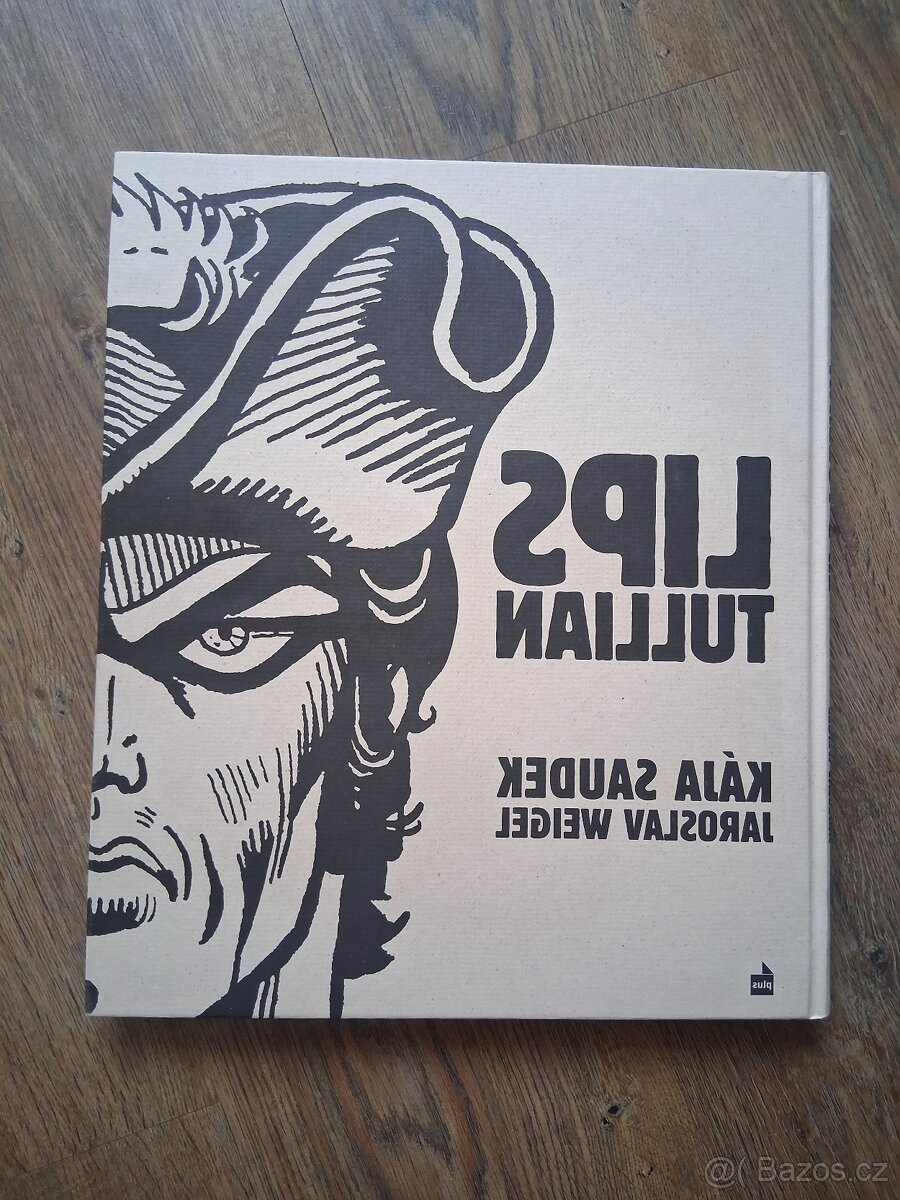 LIPS
TULLIAN
KÁJA SAUDEK
JAROSLAV WEIGEL
plus
@( Bazos.cz